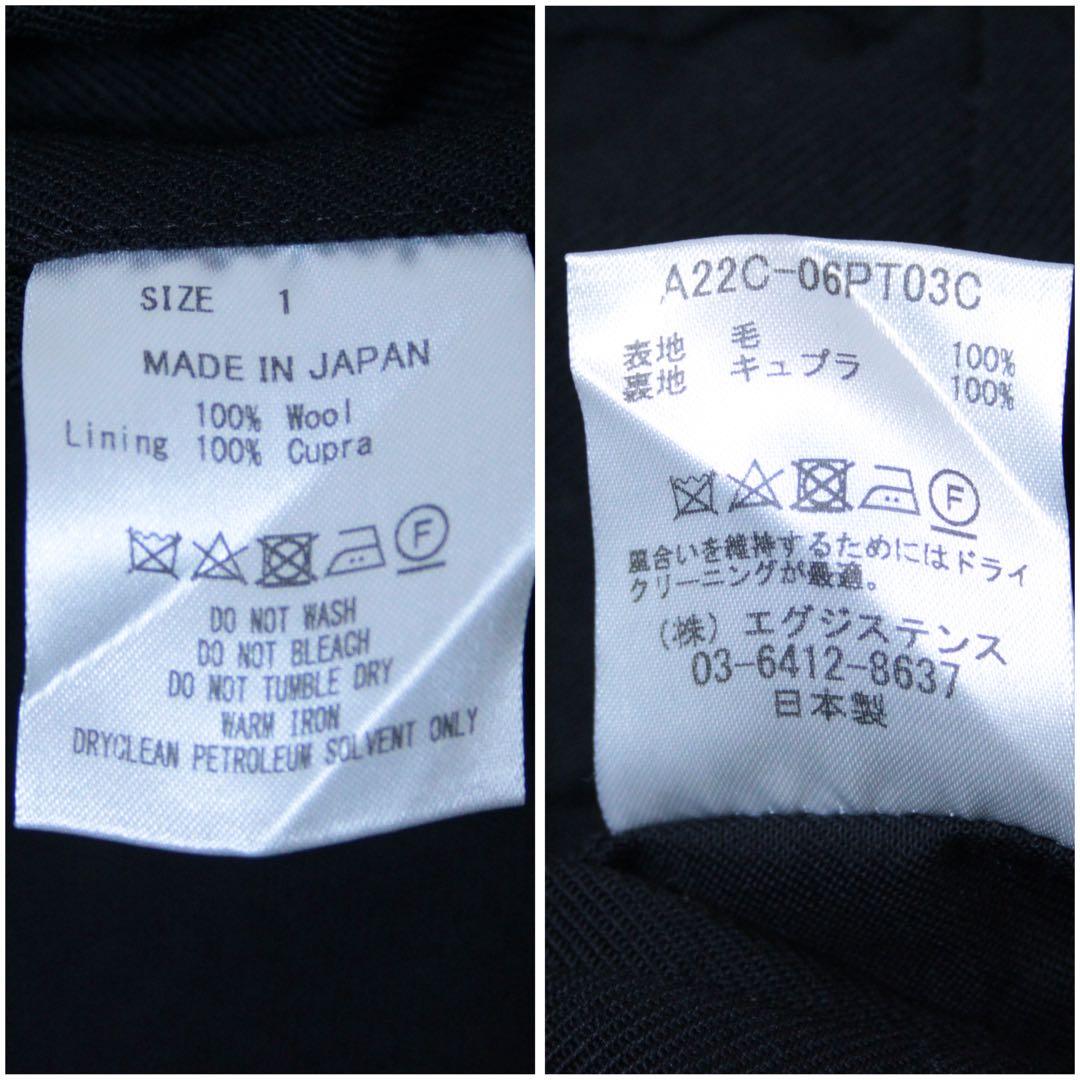 SIZE 1
MADE IN JAPAN
100% Wool
Lining 100% Cupra
F
DO NOT WASH
DO NOT BLEACH
DO NOT TUMBLE DRY
WARM IRON
DRYCLEAN PETROLEUM SOLVENT ONLY
A22C-06PT03C
表地 毛 100%
裏地 キュプラ 100%
F
風合いを維持するためにはドライ
クリーニングが最適。
(株) エグジステンス
03-6412-8637
日本製